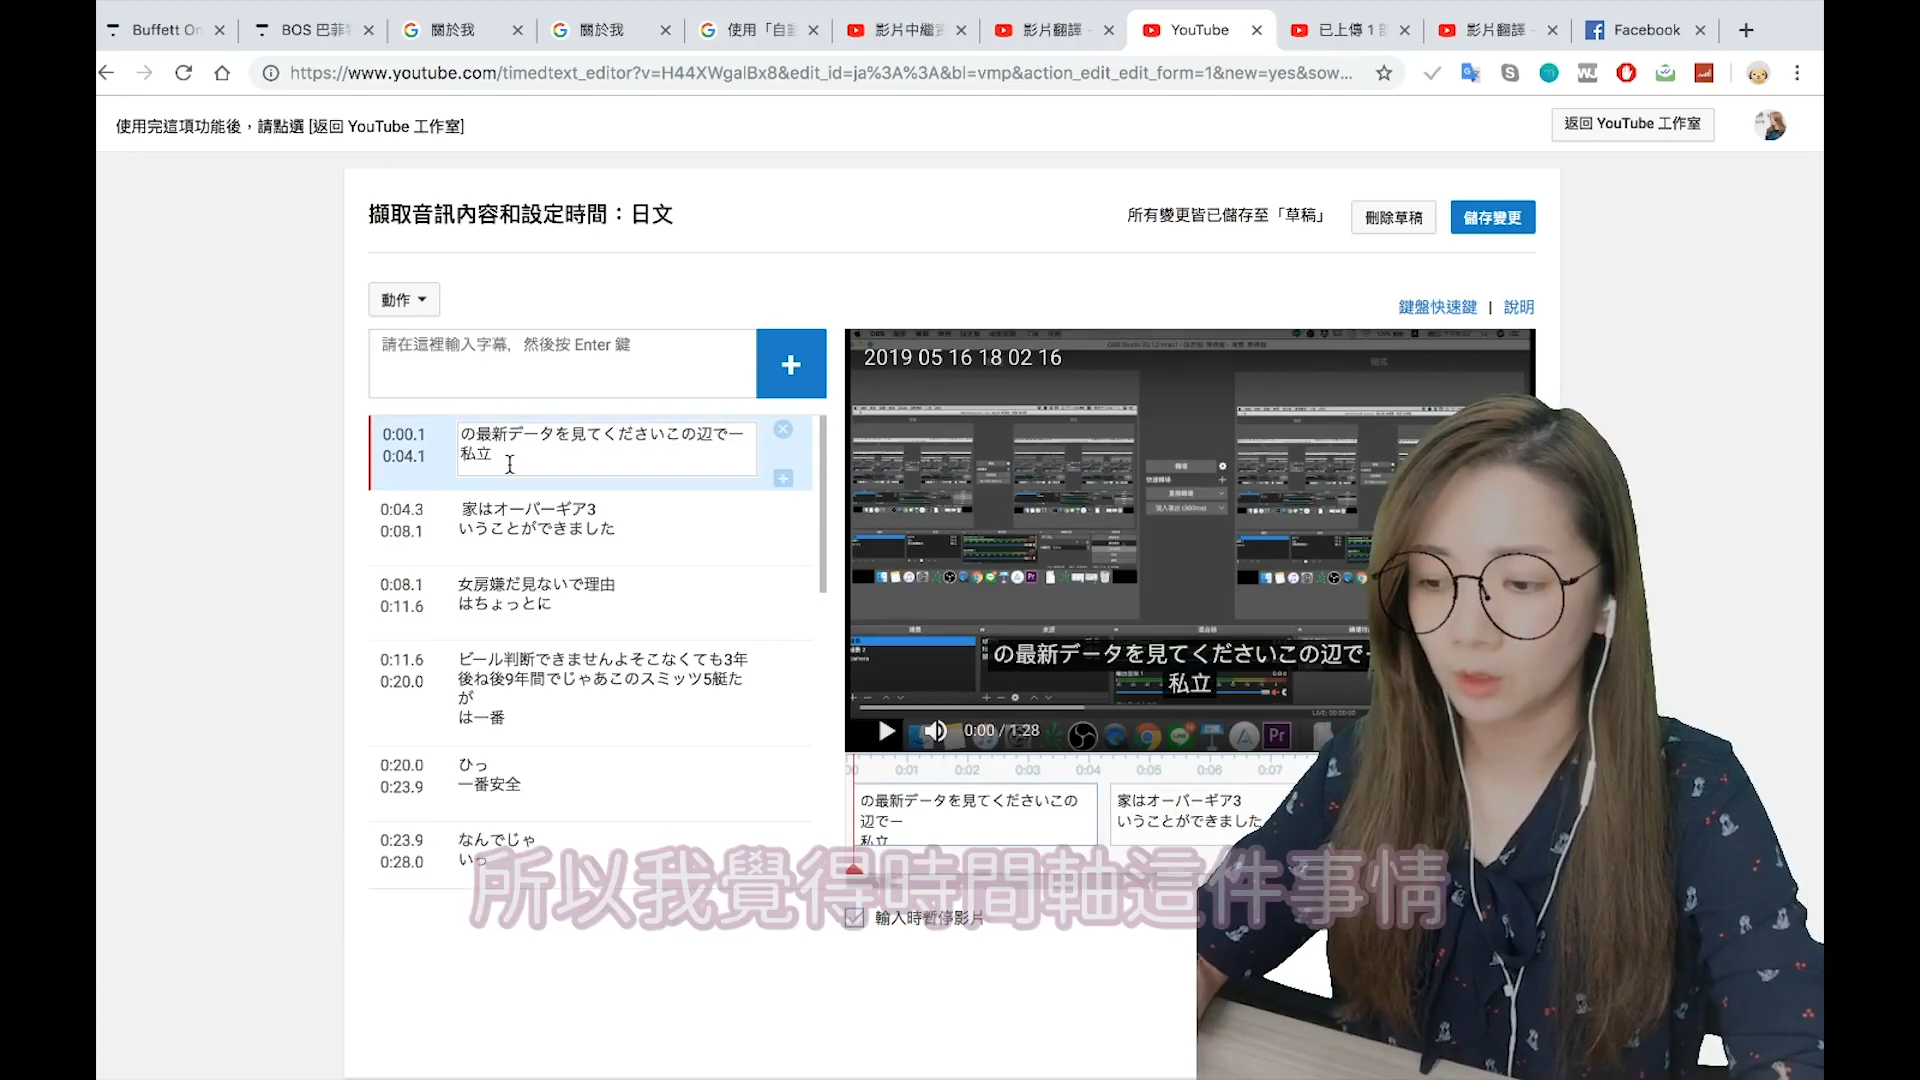 Buffett On
BOS 巴菲
關於我
關於我
使用「自
影片中繼
影片翻譯 -
YouTube
已上傳 1 部
影片翻譯 -
Facebook
https://www.youtube.com/timedtext_editor?v=H44XWgalBx8&edit_id=ja%3A%3A&bl=vmp&action_edit_edit_form=1&new=yes&sow...
使用完這項功能後，請點選 [返回 YouTube 工作室]
返回 YouTube 工作室
擷取音訊內容和設定時間：日文
所有變更皆已儲存至「草稿」
刪除草稿
儲存變更
動作
鍵盤快速鍵 | 說明
請在這裡輸入字幕，然後按 Enter 鍵
+
0:00.1
0:04.1
の最新データを見てくださいこの辺でー
私立
0:04.3
0:08.1
家はオーバーギア3
いうことができました
0:08.1
0:11.6
女房嫌だ見ないで理由
はちょっとに
0:11.6
0:20.0
ビール判断できませんよそこなくても3年
後ね後9年間でじゃあこのスミッツ5艇た
が
は一番
0:20.0
0:23.9
ひっ
一番安全
0:23.9
0:28.0
なんでじゃ
いっ
2019 05 16 18 02 16
の最新データを見てくださいこの辺で
私立
0:00 / 1:28
Pr
0:01
0:02
0:03
0:04
0:05
0:06
0:07
の最新データを見てくださいこの
辺でー
私立
家はオーバーギア3
いうことができました
輸入時暫停影片
所以我覺得時間軸這件事情